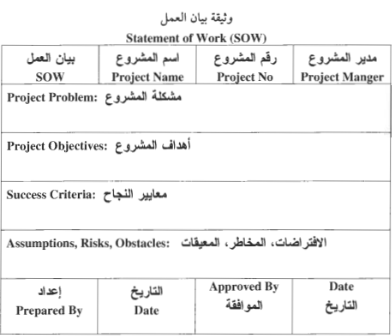 وثيقة بيان العمل
Statement of Work (SOW)
بيان العمل اسم المشروع رقم المشروع مدير المشروع
SOW Project Name Project No Project Manger
Project Problem: مشكلة المشروع
Project Objectives: أهداف المشروع
Success Criteria: معايير النجاح
Assumptions, Risks, Obstacles: الافتراضات، المخاطر، المعيقات
إعداد التاريخ Approved By Date
Prepared By Date الموافقة التاريخ